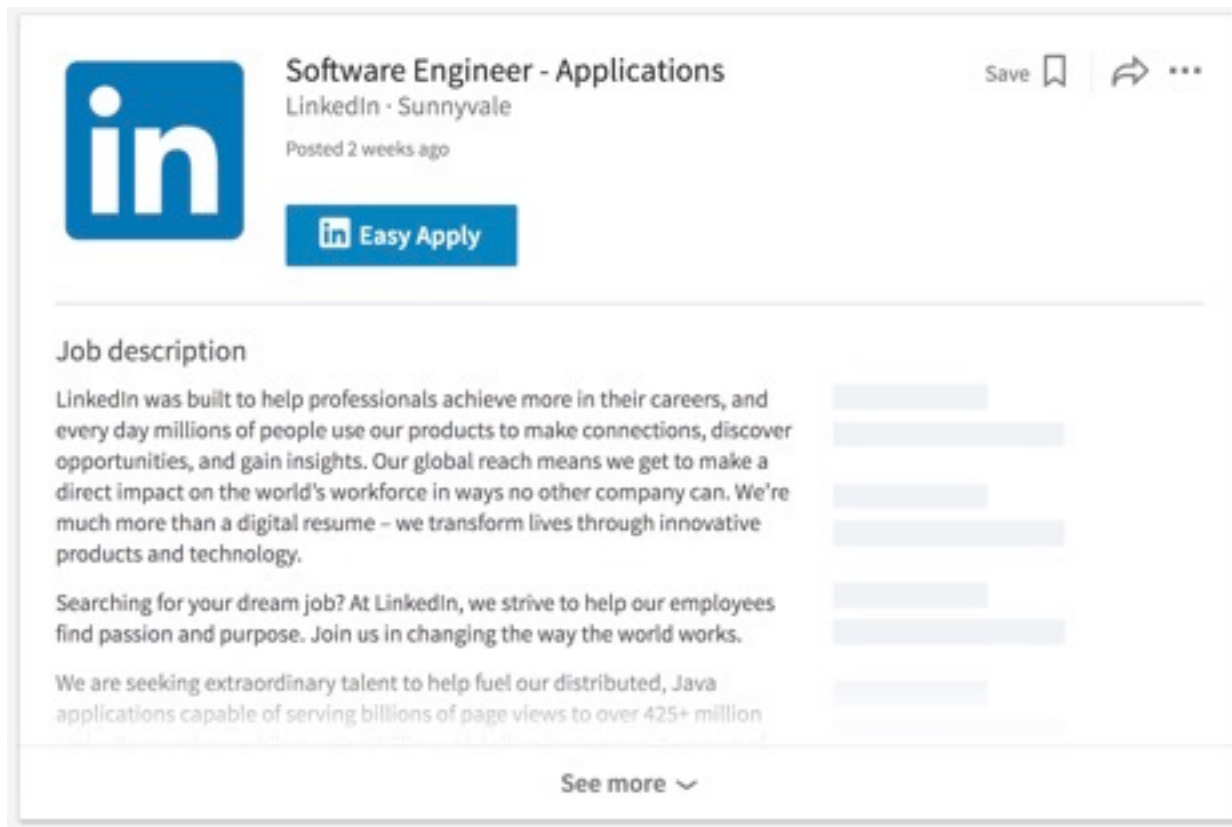 in
Software Engineer - Applications
LinkedIn · Sunnyvale
Posted 2 weeks ago
Save
in Easy Apply
Job description
LinkedIn was built to help professionals achieve more in their careers, and
every day millions of people use our products to make connections, discover
opportunities, and gain insights. Our global reach means we get to make a
direct impact on the world's workforce in ways no other company can. We're
much more than a digital resume – we transform lives through innovative
products and technology.
Searching for your dream job? At LinkedIn, we strive to help our employees
find passion and purpose. Join us in changing the way the world works.
We are seeking extraordinary talent to help fuel our distributed, Java
applications capable of serving billions of page views to over 425+ million
See more